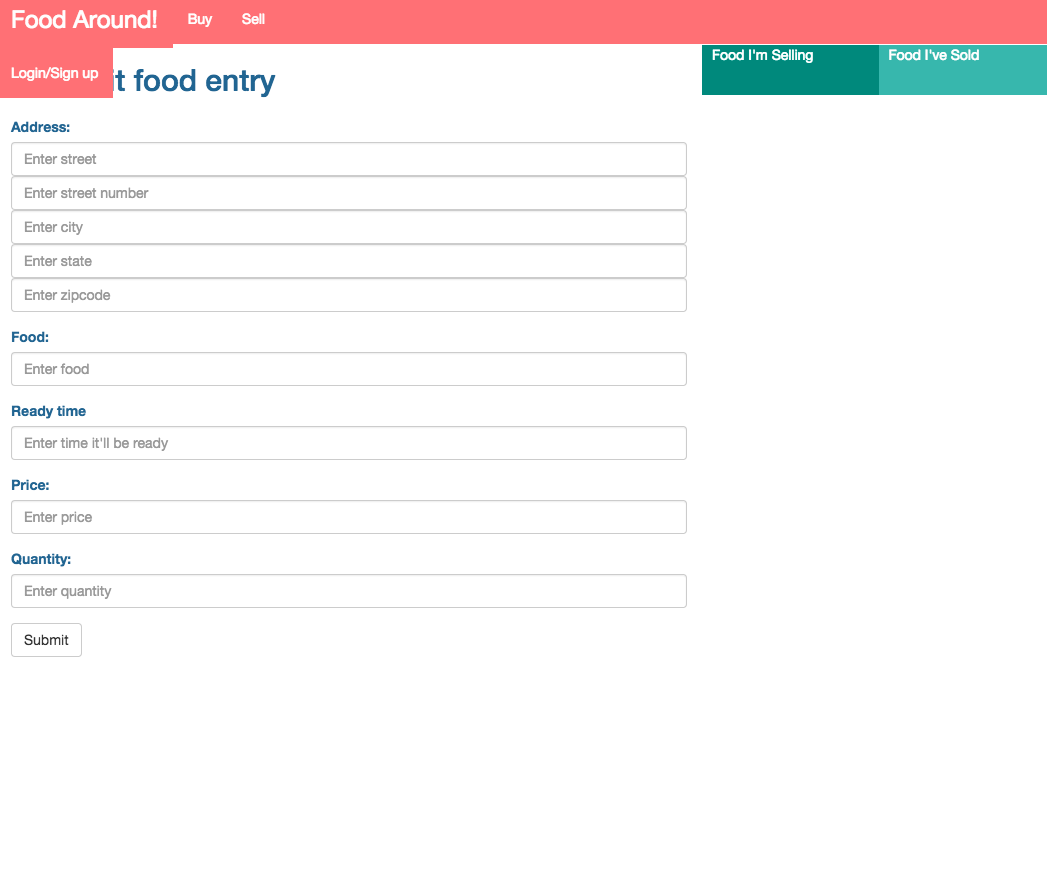 Food Around! Buy Sell
Login/Sign up
Food I'm Selling Food I've Sold
food entry
Address:
Enter street
Enter street number
Enter city
Enter state
Enter zipcode
Food:
Enter food
Ready time
Enter time it'll be ready
Price:
Enter price
Quantity:
Enter quantity
Submit